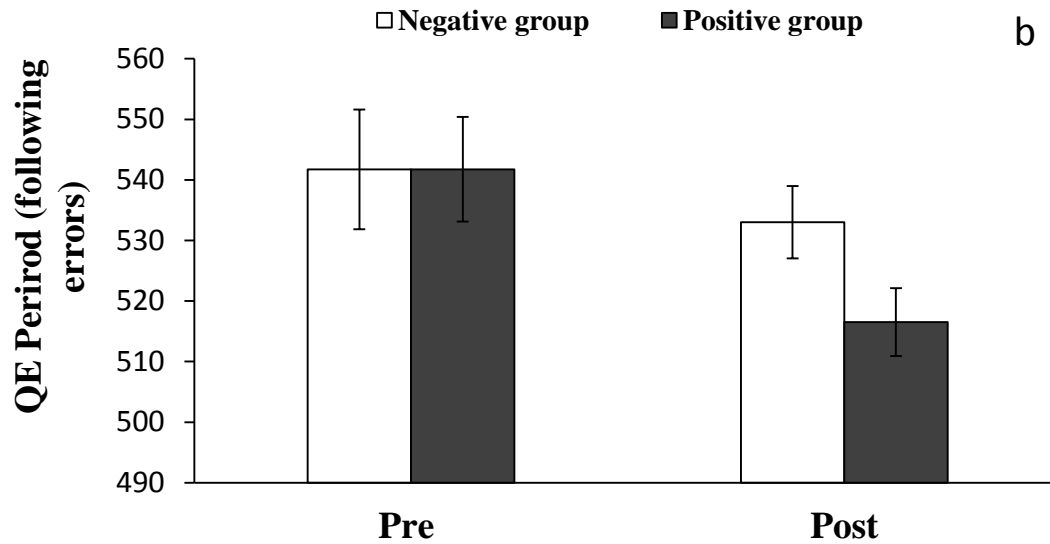 Negative group Positive group
b
QE Perirod (following
errors)
560
550
540
530
520
510
500
490
Pre Post